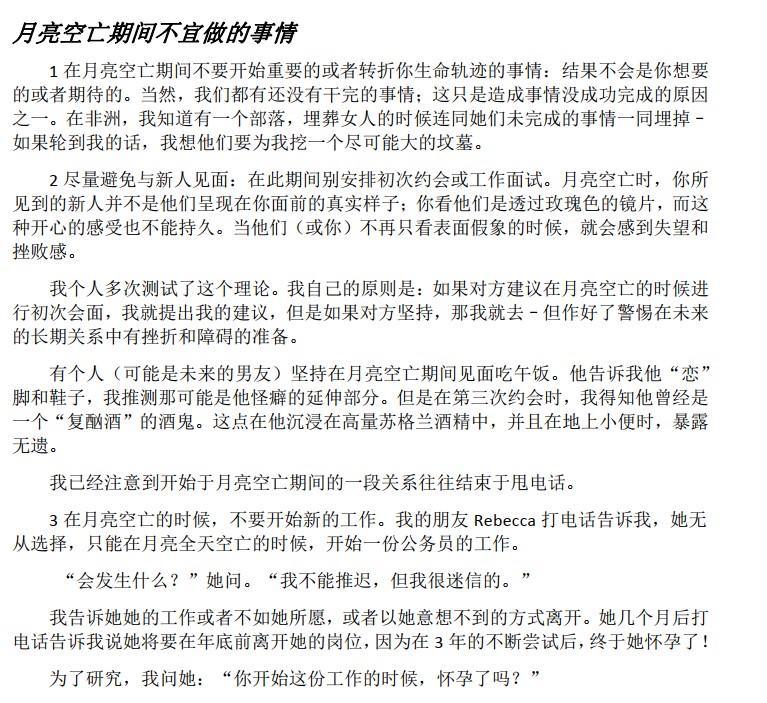 月亮空亡期间不宜做的事情
1 在月亮空亡期间不要开始重要的或者转折你生命轨迹的事情：结果不会是你想要
的或者期待的。当然，我们都有还没有干完的事情；这只是造成事情没成功完成的原因
之一。在非洲，我知道有一个部落，埋葬女人的时候连同她们未完成的事情一同埋掉–
如果轮到我的话，我想他们要为我挖一个尽可能大的坟墓。
2 尽量避免与新人见面：在此期间别安排初次约会或工作面试。月亮空亡时，你所
见到的新人并不是他们呈现在你面前的真实样子；你看他们是透过玫瑰色的镜片，而这
种开心的感受也不能持久。当他们（或你）不再只看表面假象的时候，就会感到失望和
挫败感。
我个人多次测试了这个理论。我自己的原则是：如果对方建议在月亮空亡的时候进
行初次会面，我就提出我的建议，但是如果对方坚持，那我就去–但作好了警惕在未来
的长期关系中有挫折和障碍的准备。
有个人（可能是未来的男友）坚持在月亮空亡期间见面吃午饭。他告诉我他“恋”
脚和鞋子，我推测那可能是他怪癖的延伸部分。但是在第三次约会时，我得知他曾经是
一个“复酗酒”的酒鬼。这点在他沉浸在高量苏格兰酒精中，并且在地上小便时，暴露
无遗。
我已经注意到开始于月亮空亡期间的一段关系往往结束于甩电话。
3 在月亮空亡的时候，不要开始新的工作。我的朋友 Rebecca 打电话告诉我，她无
从选择，只能在月亮全天空亡的时候，开始一份公务员的工作。
“会发生什么？”她问。“我不能推迟，但我很迷信的。”
我告诉她她的工作或者不如她所愿，或者以她意想不到的方式离开。她几个月后打
电话告诉我说她将要在年底前离开她的岗位，因为在 3 年的不断尝试后，终于她怀孕了！
为了研究，我问她：“你开始这份工作的时候，怀孕了吗？”